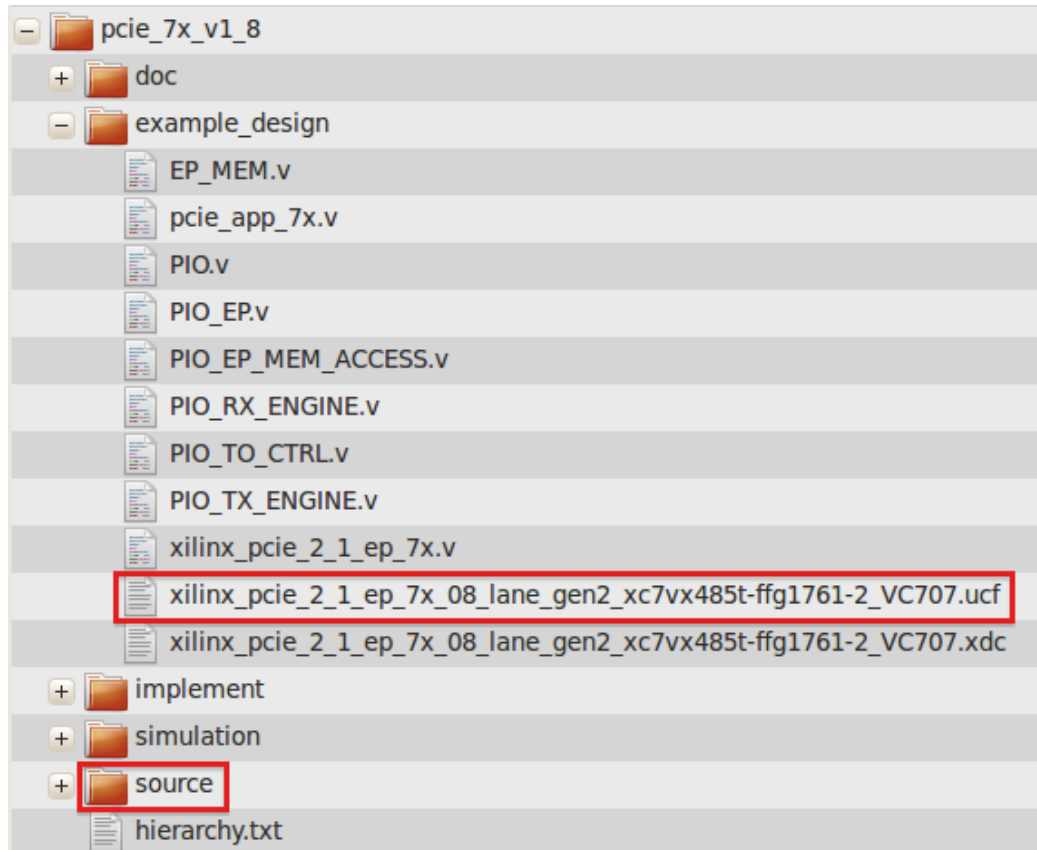 pcie_7x_v1_8
doc
example_design
EP_MEM.v
pcie_app_7x.v
PIO.v
PIO_EP.v
PIO_EP_MEM_ACCESS.v
PIO_RX_ENGINE.v
PIO_TO_CTRL.v
PIO_TX_ENGINE.v
xilinx_pcie_2_1_ep_7x.v
xilinx_pcie_2_1_ep_7x_08_lane_gen2_xc7vx485t-ffg1761-2_VC707.ucf
xilinx_pcie_2_1_ep_7x_08_lane_gen2_xc7vx485t-ffg1761-2_VC707.xdc
implement
simulation
source
hierarchy.txt